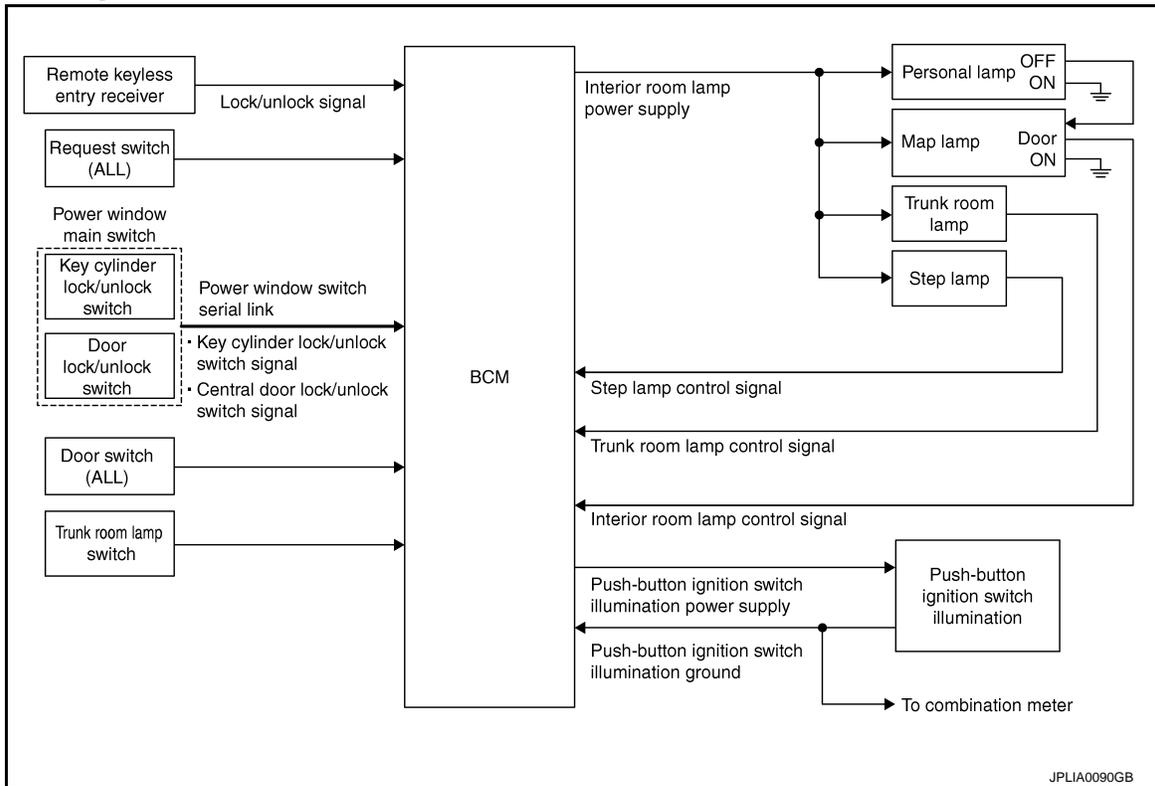 Remote keyless
entry receiver
Lock/unlock signal
Request switch
(ALL)
Power window
main switch
Key cylinder
lock/unlock
switch
Door
lock/unlock
switch
Power window switch
serial link
· Key cylinder lock/unlock
switch signal
· Central door lock/unlock
switch signal
Door switch
(ALL)
Trunk room lamp
switch
BCM
Interior room lamp
power supply
Personal lamp
OFF
ON
Map lamp
Door
ON
Trunk room
lamp
Step lamp
Step lamp control signal
Trunk room lamp control signal
Interior room lamp control signal
Push-button ignition switch
illumination power supply
Push-button
ignition switch
illumination
Push-button ignition switch
illumination ground
To combination meter
JPLIA0090GB